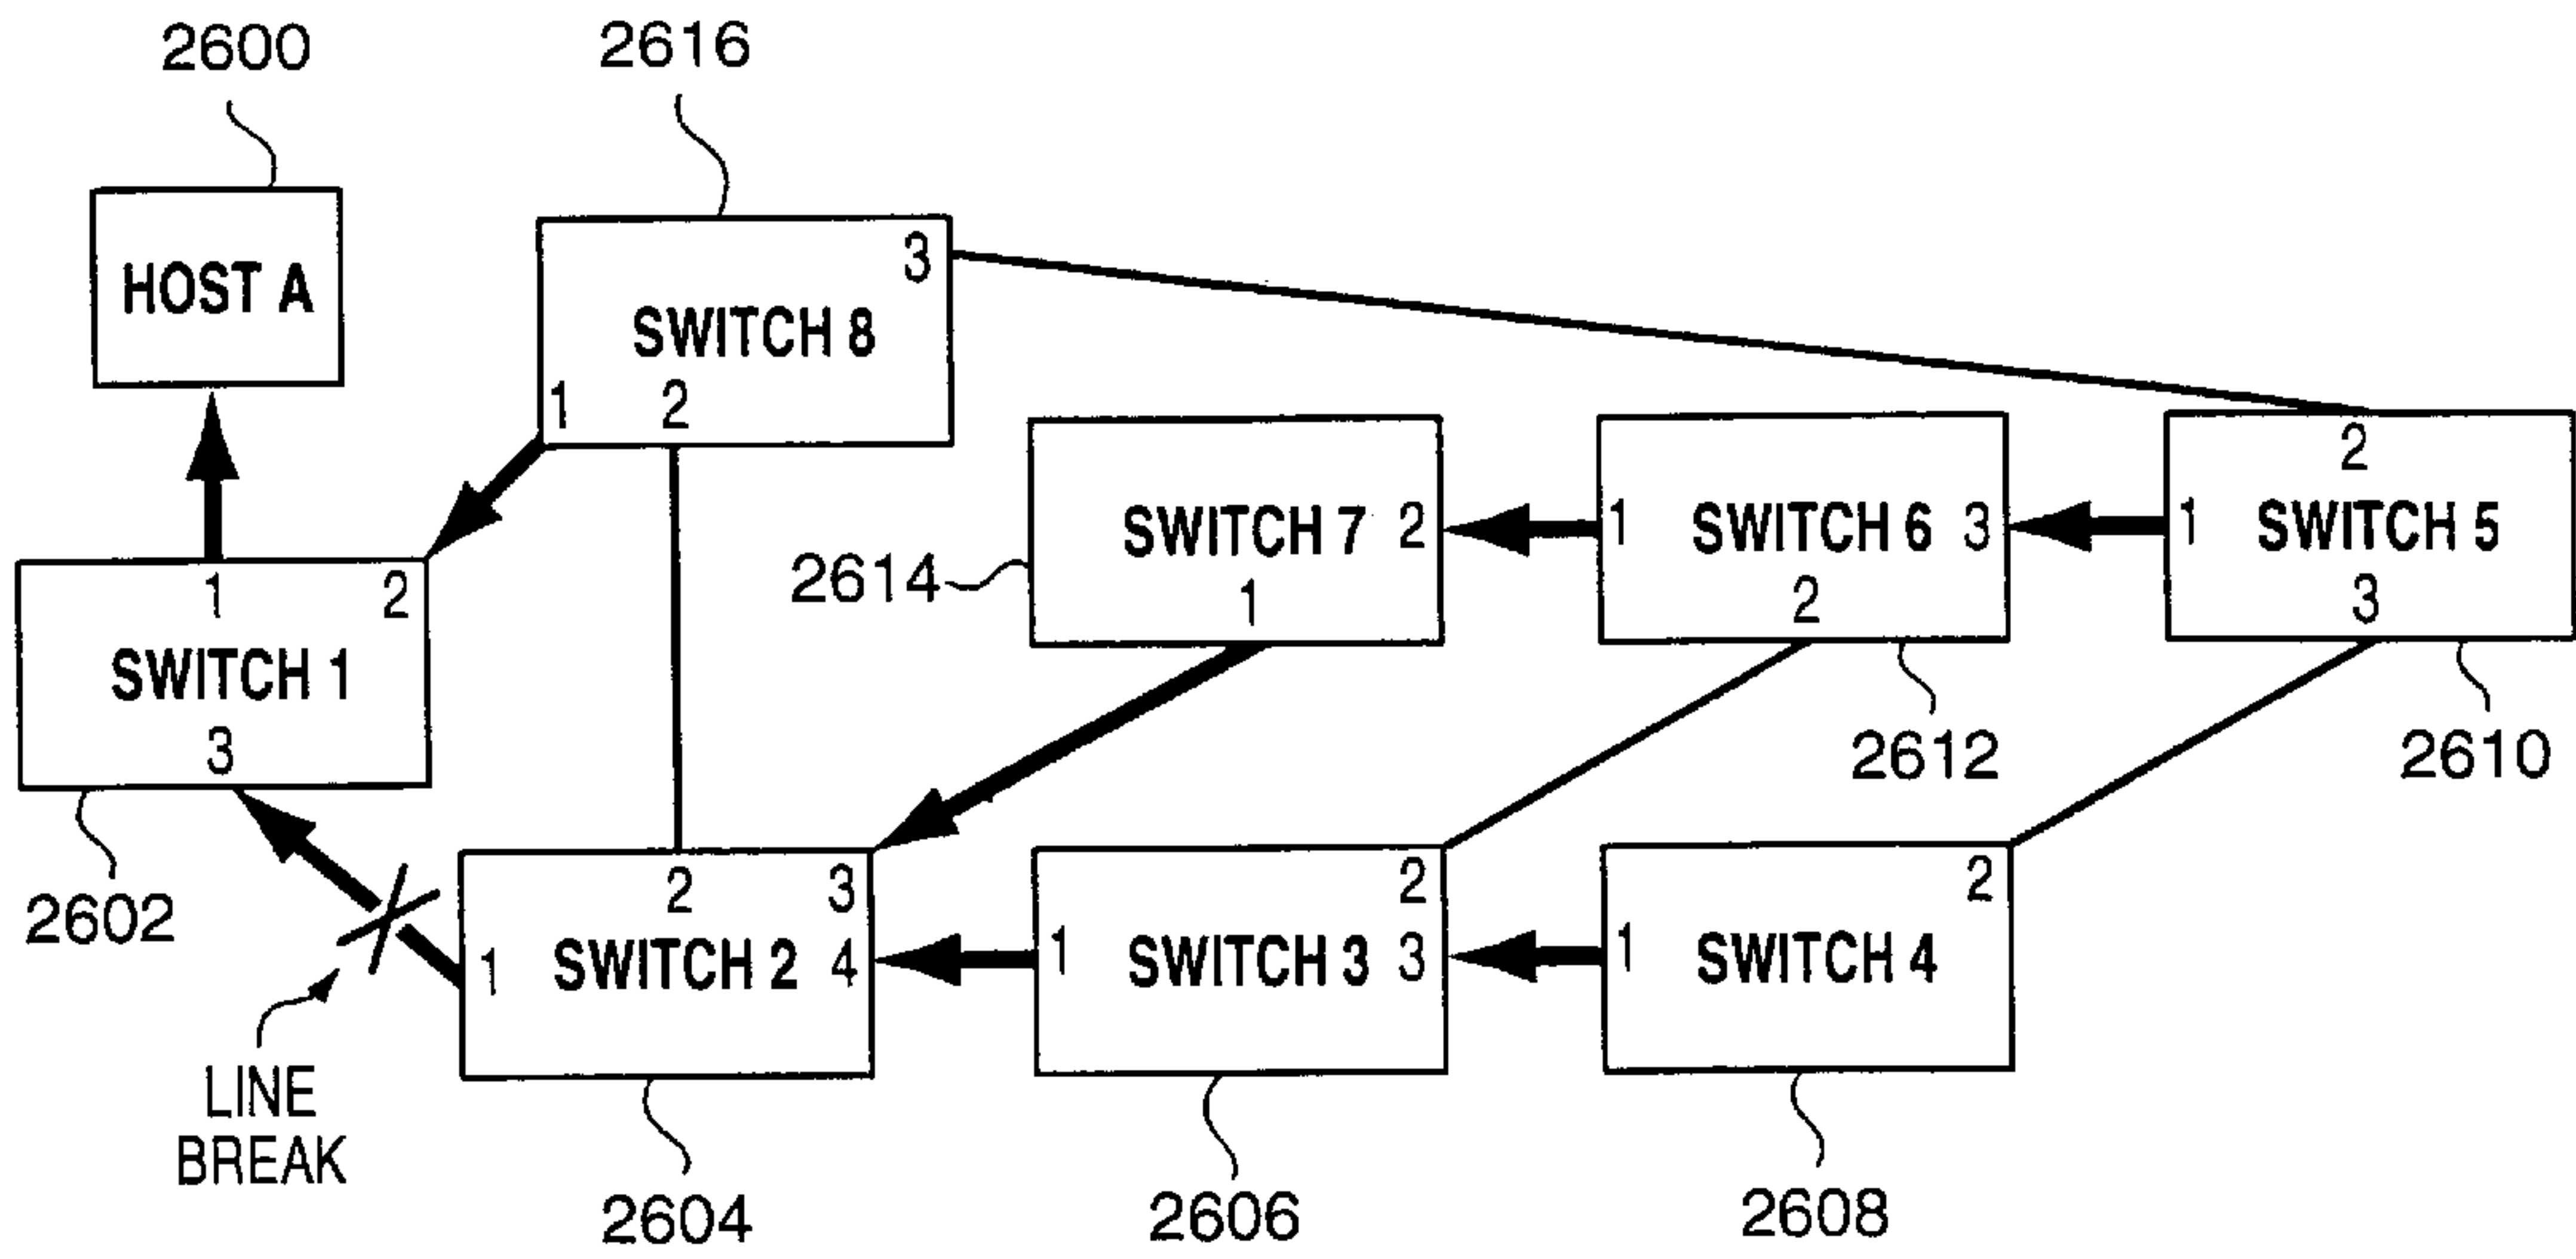 2600
2616
HOST A
3
SWITCH 8
1 2
2
1 SWITCH 5
3
SWITCH 7 2
1
1 SWITCH 6 3
2
2614
1 2
SWITCH 1
3
2612
2610
2602
2 3
1 SWITCH 2 4
2
1 SWITCH 3 3
2
1 SWITCH 4
LINE
BREAK
2604
2606
2608